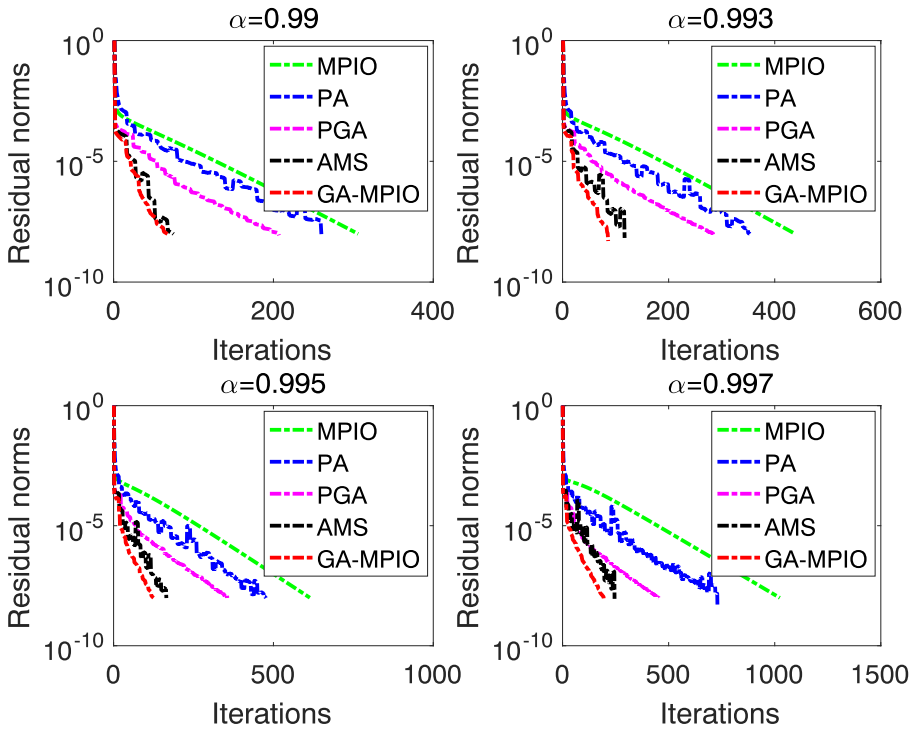 α=0.99
10^0
10^-5
10^-10
Residual norms
0
200
400
Iterations
MPIO
PA
PGA
AMS
GA-MPIO
α=0.993
10^0
10^-5
10^-10
Residual norms
0
200
400
600
Iterations
MPIO
PA
PGA
AMS
GA-MPIO
α=0.995
10^0
10^-5
10^-10
Residual norms
0
500
1000
Iterations
MPIO
PA
PGA
AMS
GA-MPIO
α=0.997
10^0
10^-5
10^-10
Residual norms
0
500
1000
1500
Iterations
MPIO
PA
PGA
AMS
GA-MPIO